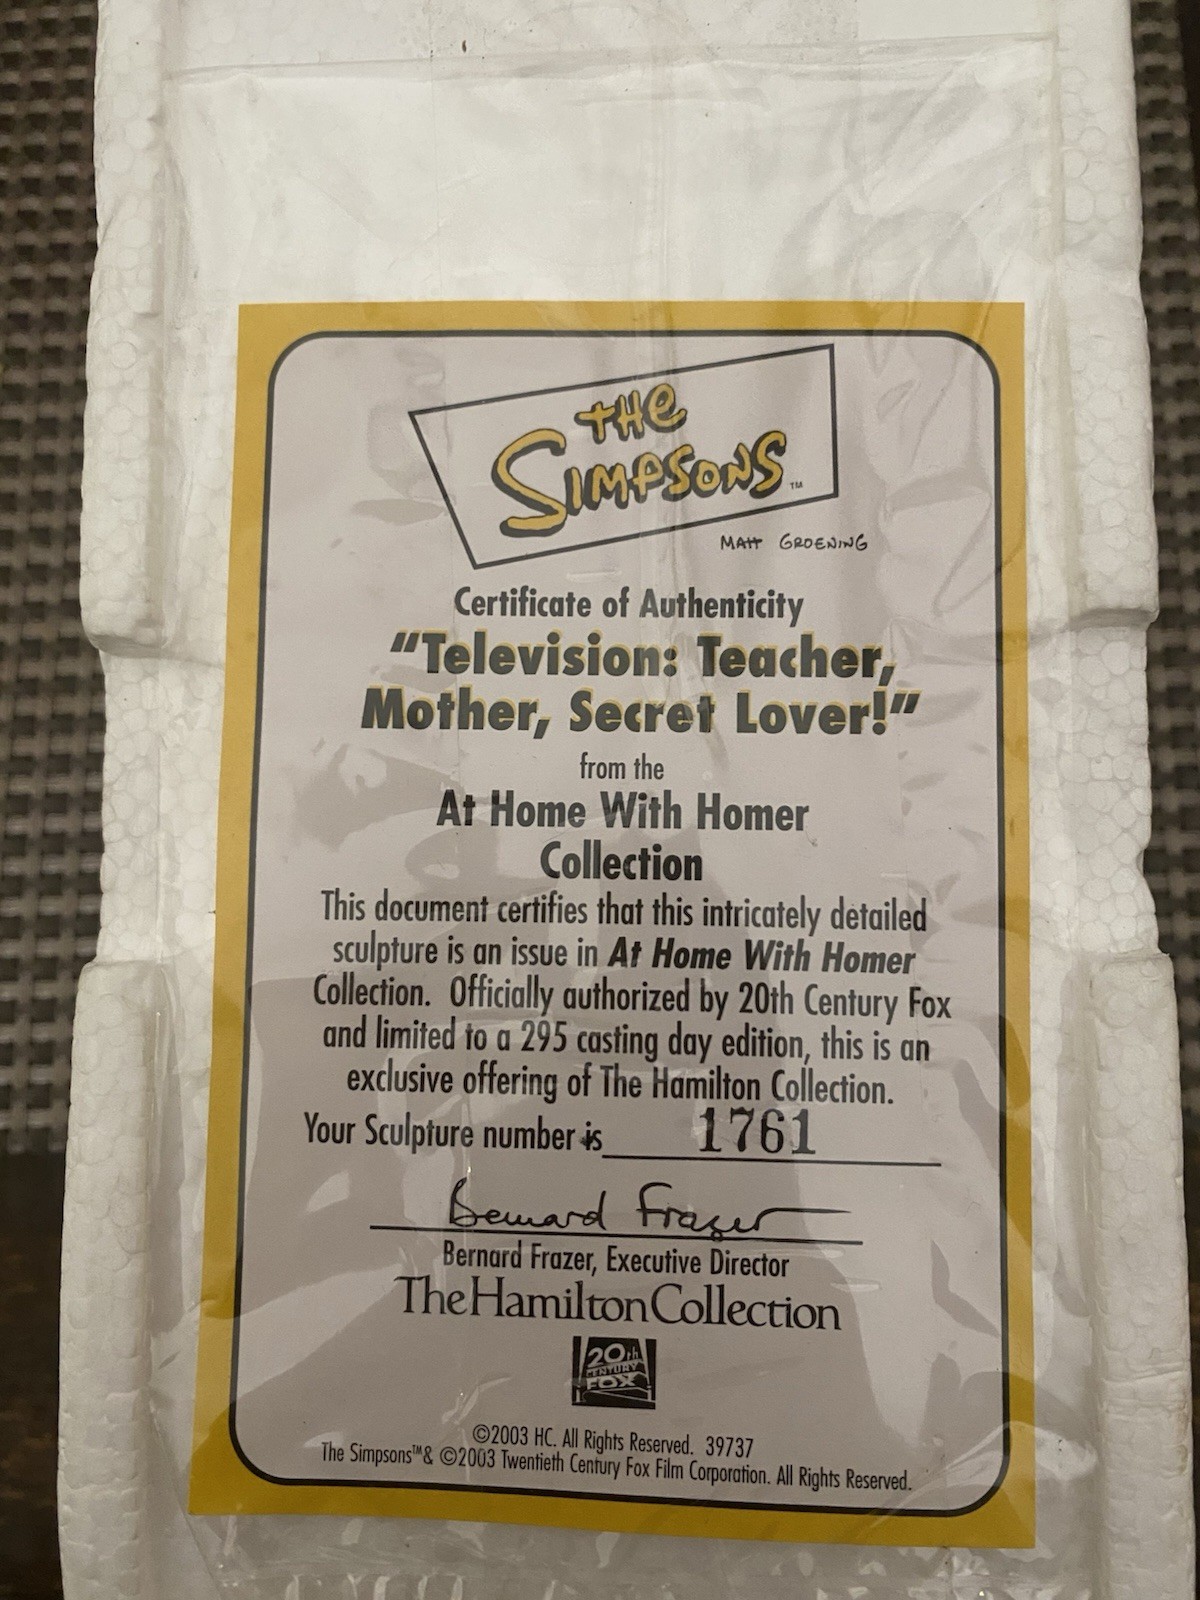 THE
SIMPSONS™
MATT GROENING
Certificate of Authenticity
"Television: Teacher,
Mother, Secret Lover!"
from the
At Home With Homer
Collection
This document certifies that this intricately detailed
sculpture is an issue in At Home With Homer
Collection. Officially authorized by 20th Century Fox
and limited to a 295 casting day edition, this is an
exclusive offering of The Hamilton Collection.
Your Sculpture number is 1761
Bernard Frazer
Bernard Frazer, Executive Director
The Hamilton Collection
20th
CENTURY
FOX
©2003 HC. All Rights Reserved. 39737
The Simpsons™& ©2003 Twentieth Century Fox Film Corporation. All Rights Reserved.